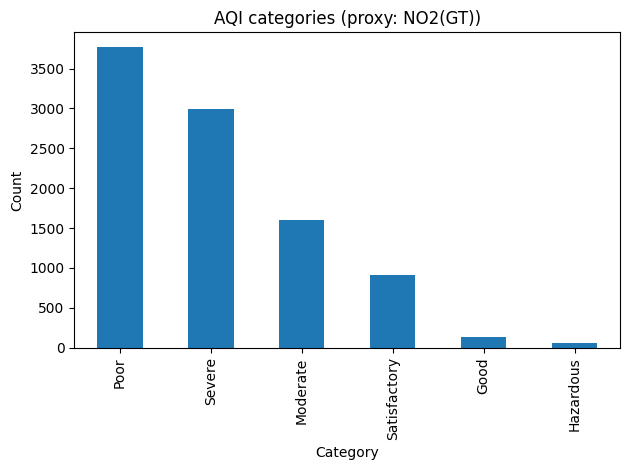 AQI categories (proxy: NO2(GT))
Count
3500
3000
2500
2000
1500
1000
500
0
Poor
Severe
Moderate
Satisfactory
Good
Hazardous
Category